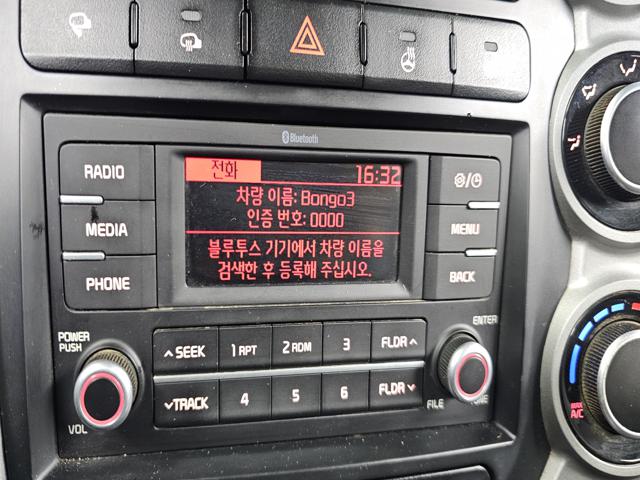 Bluetooth
RADIO
MEDIA
PHONE
전화 16:32
차량 이름: Bongo3
인증 번호: 0000
블루투스 기기에서 차량 이름을
검색한 후 등록해 주십시오.
MENU
BACK
POWER
PUSH
VOL
∧SEEK 1 RPT 2 RDM 3 FLDR∧
∨TRACK 4 5 6 FLDR∨
ENTER
FILE TUNE
MAX
A/C